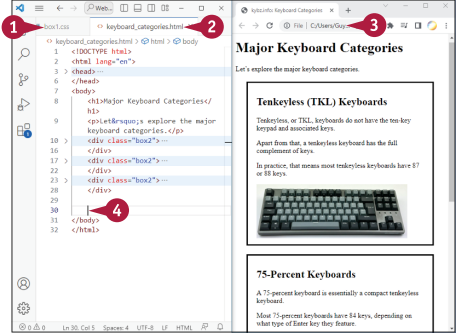 Web...
box1.css
keyboard_categories.html
keyboard_categories.html > html > body
1 <!DOCTYPE html>
2 <html lang="en">
3 > <head>···
6 </head>
7 <body>
8 <h1>Major Keyboard Categories</
h1>
9 <p>Let&rsquo;s explore the major
keyboard categories.</p>
10 > <div class="box2">···
16 </div>
17 > <div class="box2">···
22 </div>
23 > <div class="box2">···
28 </div>
29
30
31 </body>
32 </html>
0 0 Ln 30, Col 5 Spaces: 4 UTF-8 LF HTML
kybs.info: Keyboard Categories
File C:/Users/Guy
Major Keyboard Categories
Let's explore the major keyboard categories.
Tenkeyless (TKL) Keyboards
Tenkeyless, or TKL, keyboards do not have the ten-key
keypad and associated keys.
Apart from that, a tenkeyless keyboard has the full
complement of keys.
In practice, that means most tenkeyless keyboards have 87
or 88 keys.
75-Percent Keyboards
A 75-percent keyboard is essentially a compact tenkeyless
keyboard.
Most 75-percent keyboards have 84 keys, depending on
what type of Enter key they feature.
1
2
3
4